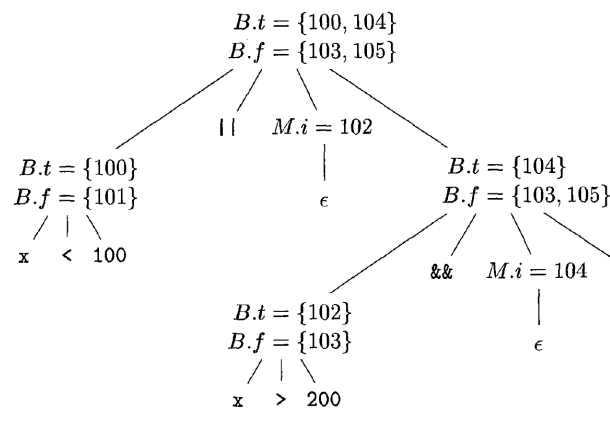 B.t = {100, 104}
B.f = {103, 105}
|| M.i = 102
B.t = {100}
B.f = {101}
ϵ
B.t = {104}
B.f = {103, 105}
x < 100
&& M.i = 104
B.t = {102}
B.f = {103}
ϵ
x > 200